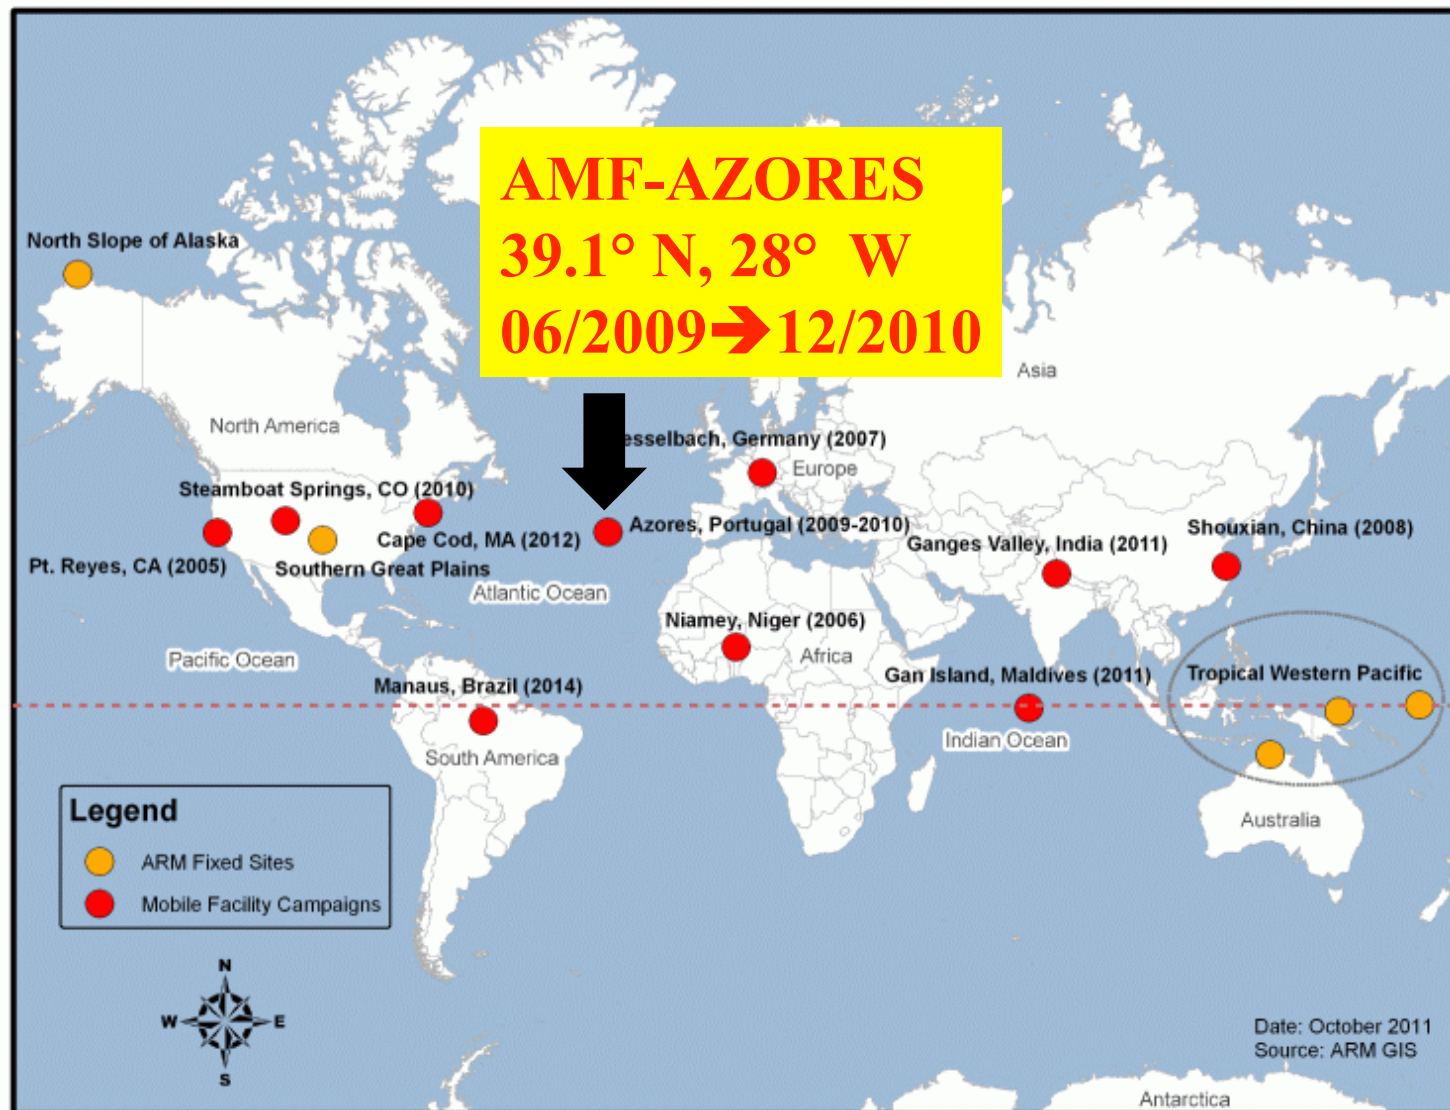 AMF-AZORES
39.1° N, 28° W
06/2009➔12/2010
North Slope of Alaska
Asia
North America
esselbach, Germany (2007)
Europe
Steamboat Springs, CO (2010)
Azores, Portugal (2009-2010)
Cape Cod, MA (2012)
Shouxian, China (2008)
Ganges Valley, India (2011)
Pt. Reyes, CA (2005)
Southern Great Plains
Atlantic Ocean
Niamey, Niger (2006)
Africa
Pacific Ocean
Manaus, Brazil (2014)
Gan Island, Maldives (2011)
Tropical Western Pacific
Indian Ocean
South America
Australia
Legend
ARM Fixed Sites
Mobile Facility Campaigns
N
W
E
S
Date: October 2011
Source: ARM GIS
Antarctica